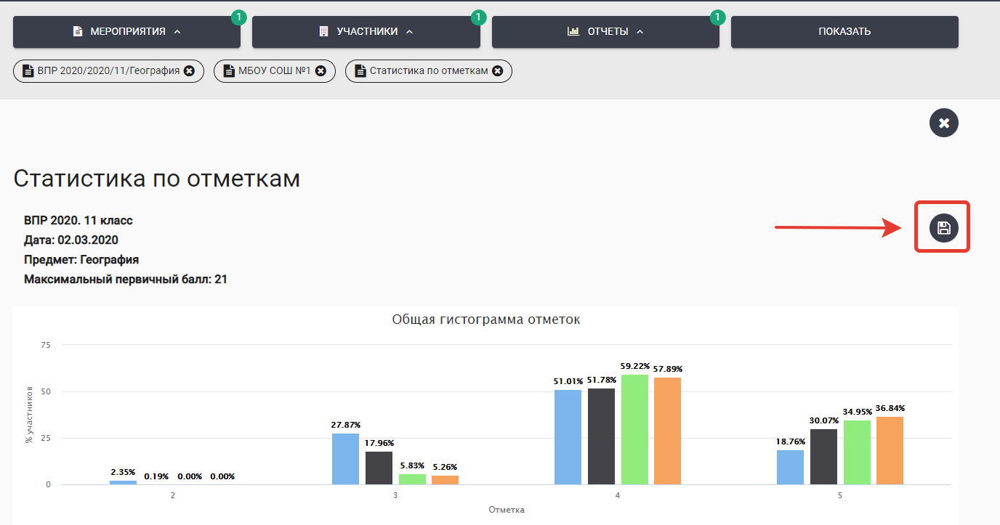 1 1 1
МЕРОПРИЯТИЯ УЧАСТНИКИ ОТЧЕТЫ ПОКАЗАТЬ
ВПР 2020/2020/11/География МБОУ СОШ №1 Статистика по отметкам
Статистика по отметкам
ВПР 2020. 11 класс
Дата: 02.03.2020
Предмет: География
Максимальный первичный балл: 21
Общая гистограмма отметок
% участников
75
50
25
0
2.35% 0.19% 0.00% 0.00%
27.87% 17.96% 5.83% 5.26%
51.01% 51.78% 59.22% 57.89%
18.76% 30.07% 34.95% 36.84%
2 3 4 5
Отметка